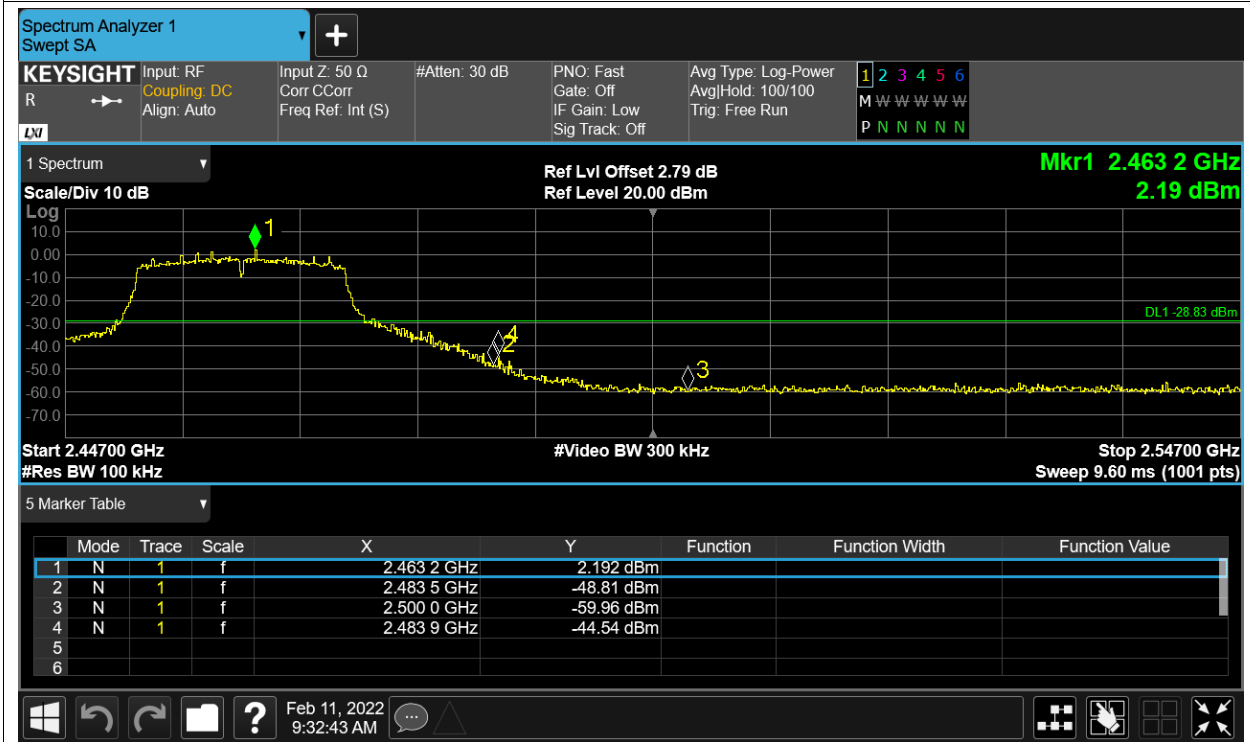 Spectrum Analyzer 1
Swept SA
+
KEYSIGHT
R
LXI
Input: RF
Coupling: DC
Align: Auto
Input Z: 50 Ω
Corr CCorr
Freq Ref: Int (S)
#Atten: 30 dB
PNO: Fast
Gate: Off
IF Gain: Low
Sig Track: Off
Avg Type: Log-Power
Avg|Hold: 100/100
Trig: Free Run
1 2 3 4 5 6
M W W W W W
P N N N N N
1 Spectrum
Scale/Div 10 dB
Ref Lvl Offset 2.79 dB
Ref Level 20.00 dBm
Mkr1 2.463 2 GHz
2.19 dBm
Log
10.0
0.00
-10.0
-20.0
-30.0
-40.0
-50.0
-60.0
-70.0
1
4
2
3
DL1 -28.83 dBm
Start 2.44700 GHz
#Video BW 300 kHz
Stop 2.54700 GHz
#Res BW 100 kHz
Sweep 9.60 ms (1001 pts)
5 Marker Table
Mode Trace Scale X Y Function Function Width Function Value
1 N 1 f 2.463 2 GHz 2.192 dBm
2 N 1 f 2.483 5 GHz -48.81 dBm
3 N 1 f 2.500 0 GHz -59.96 dBm
4 N 1 f 2.483 9 GHz -44.54 dBm
5
6
?
Feb 11, 2022
9:32:43 AM